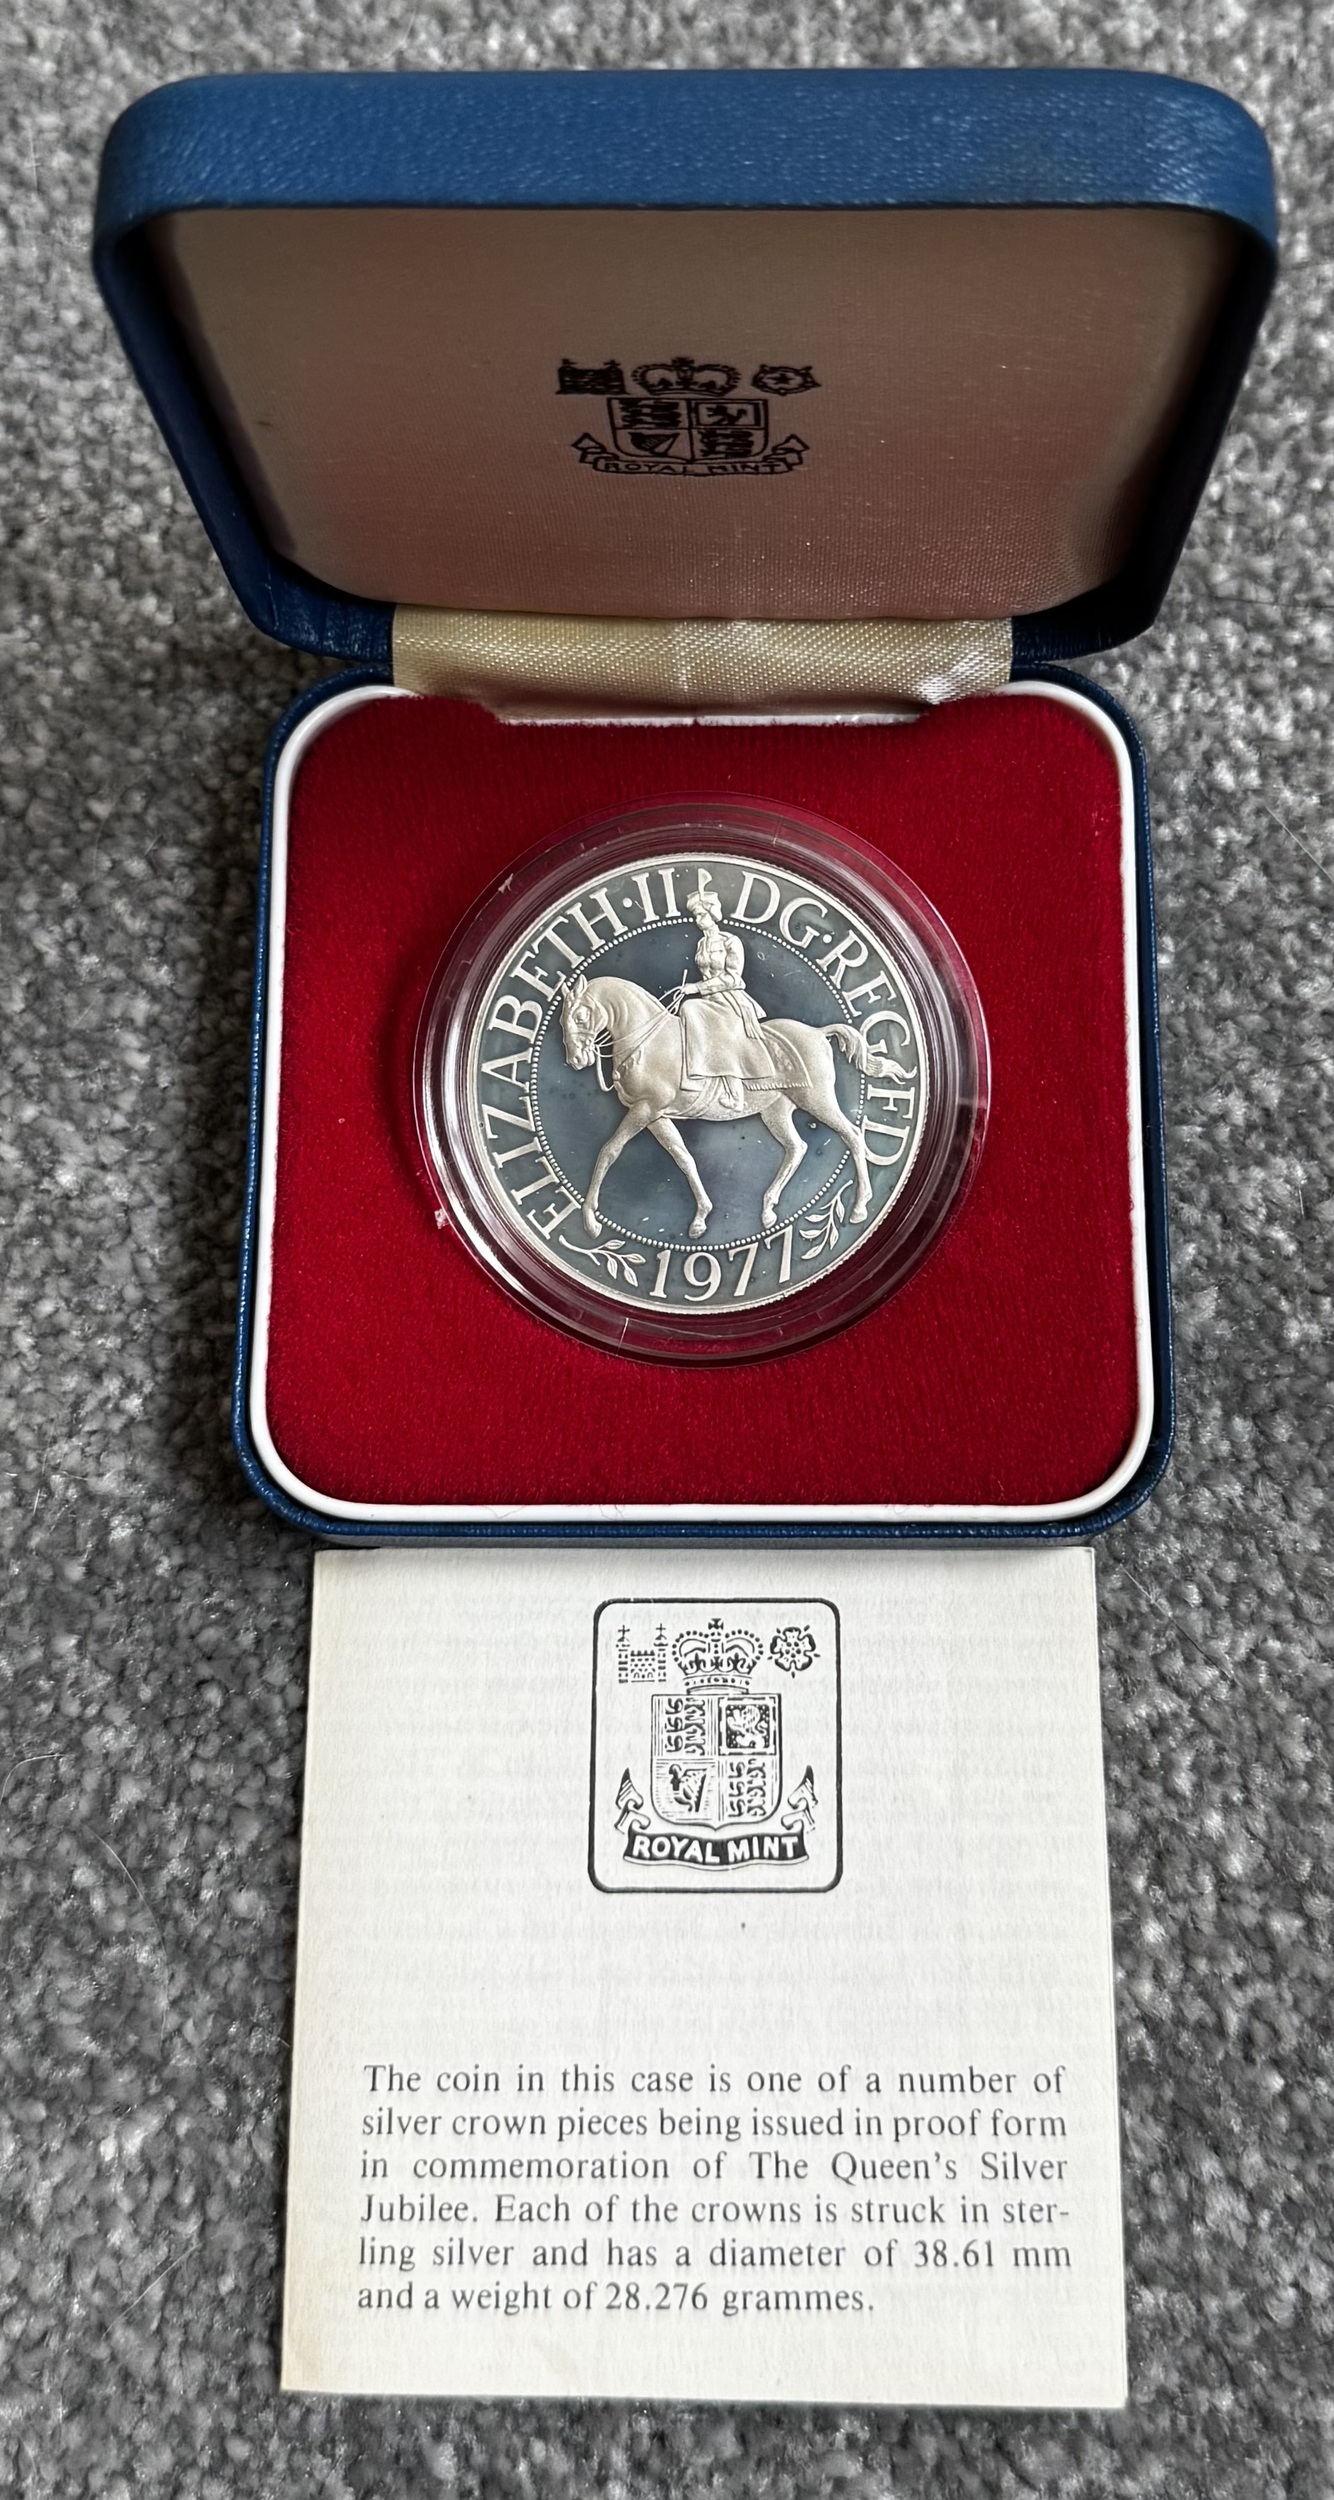 ROYAL MINT
ELIZABETH·II DG·REG FD
1977
ROYAL MINT
The coin in this case is one of a number of
silver crown pieces being issued in proof form
in commemoration of The Queen's Silver
Jubilee. Each of the crowns is struck in ster-
ling silver and has a diameter of 38.61 mm
and a weight of 28.276 grammes.